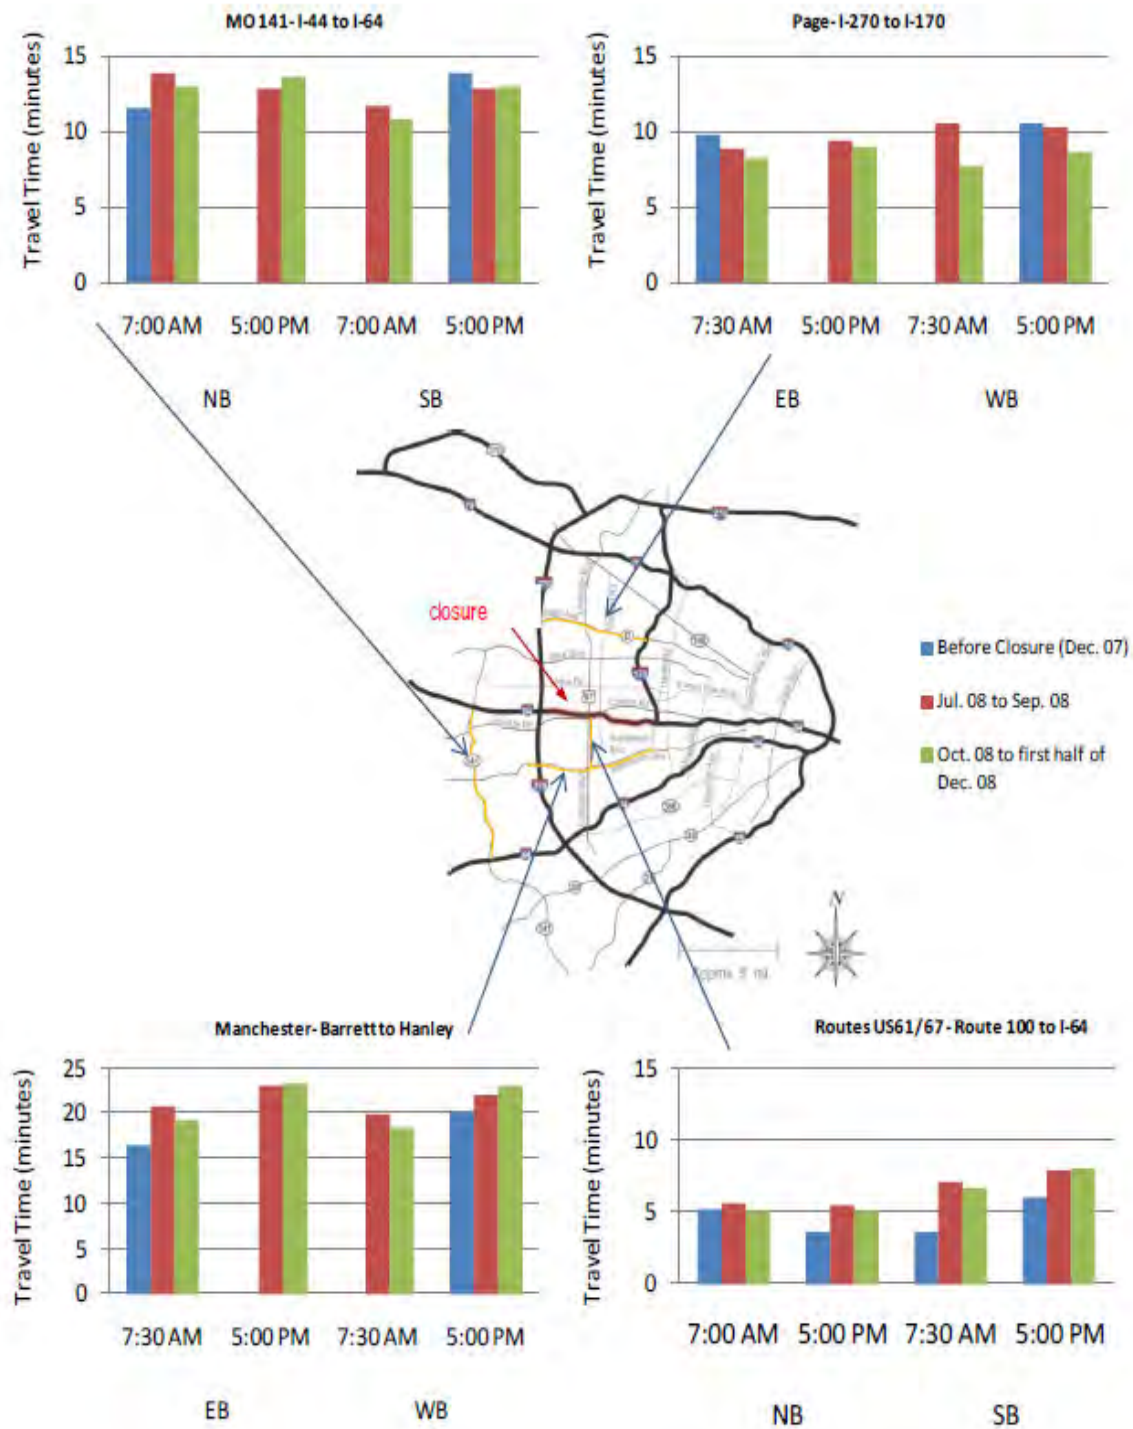 MO 141- I-44 to I-64
Travel Time (minutes)
15
10
5
0
7:00 AM 5:00 PM 7:00 AM 5:00 PM
NB SB
Page- I-270 to I-170
Travel Time (minutes)
15
10
5
0
7:30 AM 5:00 PM 7:30 AM 5:00 PM
EB WB
closure
67
N
Before Closure (Dec. 07)
Jul. 08 to Sep. 08
Oct. 08 to first half of
Dec. 08
Manchester- Barrett to Hanley
Travel Time (minutes)
25
20
15
10
5
0
7:30 AM 5:00 PM 7:30 AM 5:00 PM
EB WB
Routes US61/67 - Route 100 to I-64
Travel Time (minutes)
15
10
5
0
7:00 AM 5:00 PM 7:30 AM 5:00 PM
NB SB